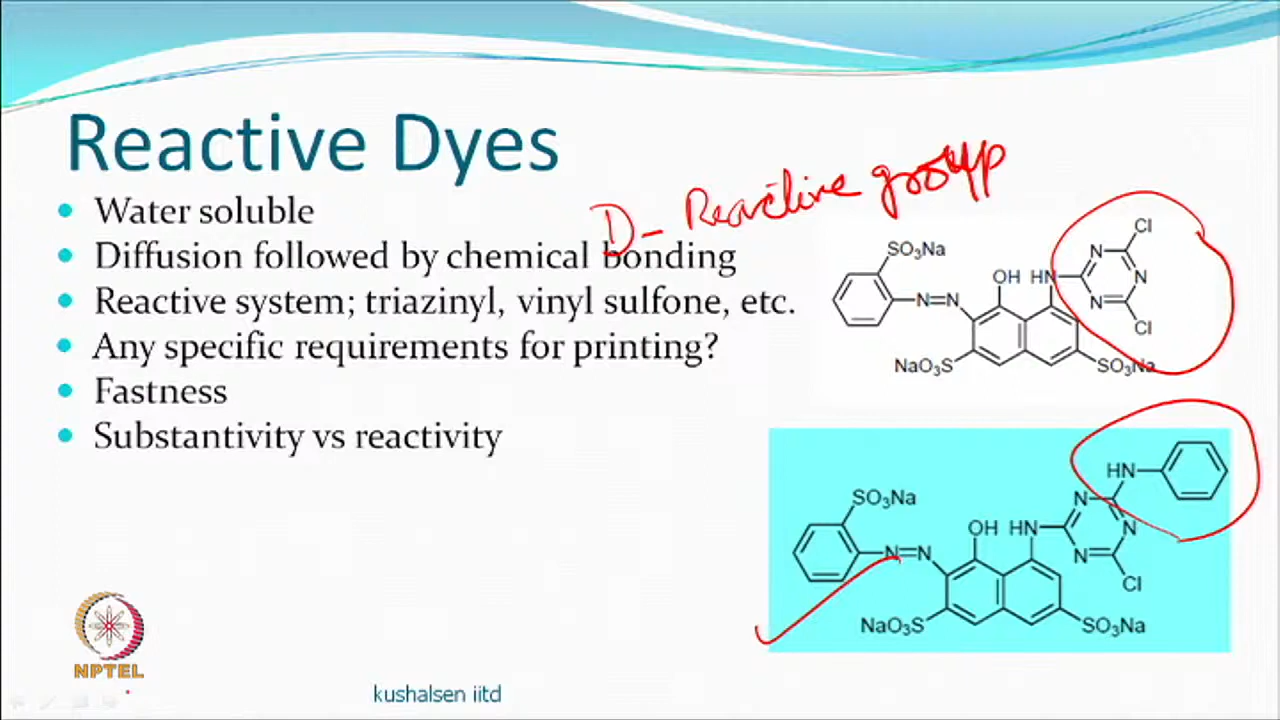 Reactive Dyes
D- Reactive group
• Water soluble
• Diffusion followed by chemical bonding
• Reactive system; triazinyl, vinyl sulfone, etc.
• Any specific requirements for printing?
• Fastness
• Substantivity vs reactivity
Cl
SO₃Na
N
N
OH HN
N
N=N
N
Cl
NaO₃S
SO₃Na
HN
SO₃Na
N
N
OH HN
N=N
N
Cl
NaO₃S
SO₃Na
NPTEL
kushalsen iitd